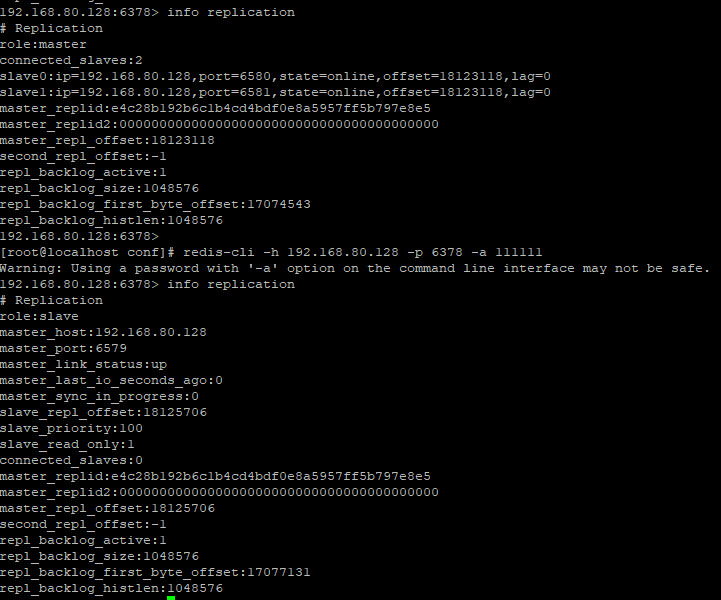 192.168.80.128:6378> info replication
# Replication
role:master
connected_slaves:2
slave0:ip=192.168.80.128,port=6580,state=online,offset=18123118,lag=0
slave1:ip=192.168.80.128,port=6581,state=online,offset=18123118,lag=0
master_replid:e4c28b192b6c1b4cd4bdf0e8a5957ff5b797e8e5
master_replid2:0000000000000000000000000000000000000000
master_repl_offset:18123118
second_repl_offset:-1
repl_backlog_active:1
repl_backlog_size:1048576
repl_backlog_first_byte_offset:17074543
repl_backlog_histlen:1048576
192.168.80.128:6378>
[root@localhost conf]# redis-cli -h 192.168.80.128 -p 6378 -a 111111
Warning: Using a password with '-a' option on the command line interface may not be safe.
192.168.80.128:6378> info replication
# Replication
role:slave
master_host:192.168.80.128
master_port:6579
master_link_status:up
master_last_io_seconds_ago:0
master_sync_in_progress:0
slave_repl_offset:18125706
slave_priority:100
slave_read_only:1
connected_slaves:0
master_replid:e4c28b192b6c1b4cd4bdf0e8a5957ff5b797e8e5
master_replid2:0000000000000000000000000000000000000000
master_repl_offset:18125706
second_repl_offset:-1
repl_backlog_active:1
repl_backlog_size:1048576
repl_backlog_first_byte_offset:17077131
repl_backlog_histlen:1048576